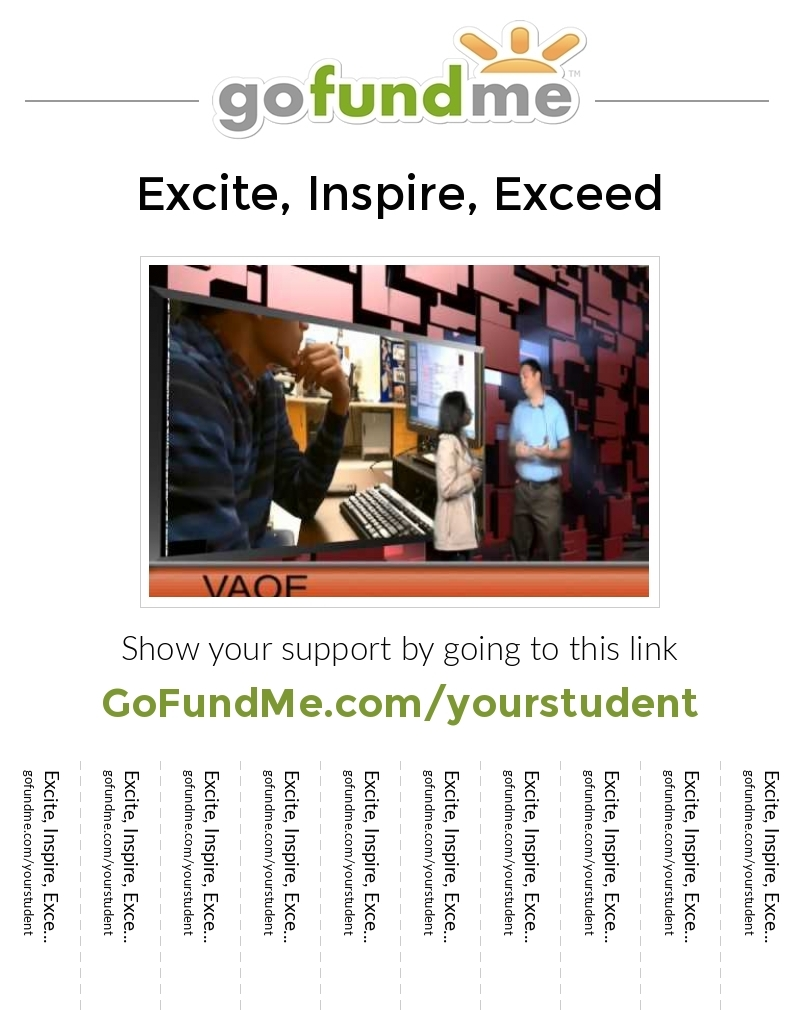 gofundme™
Excite, Inspire, Exceed
VAOE
Show your support by going to this link
GoFundMe.com/yourstudent
Excite, Inspire, Exce...
gofundme.com/yourstudent
Excite, Inspire, Exce...
gofundme.com/yourstudent
Excite, Inspire, Exce...
gofundme.com/yourstudent
Excite, Inspire, Exce...
gofundme.com/yourstudent
Excite, Inspire, Exce...
gofundme.com/yourstudent
Excite, Inspire, Exce...
gofundme.com/yourstudent
Excite, Inspire, Exce...
gofundme.com/yourstudent
Excite, Inspire, Exce...
gofundme.com/yourstudent
Excite, Inspire, Exce...
gofundme.com/yourstudent
Excite, Inspire, Exce...
gofundme.com/yourstudent